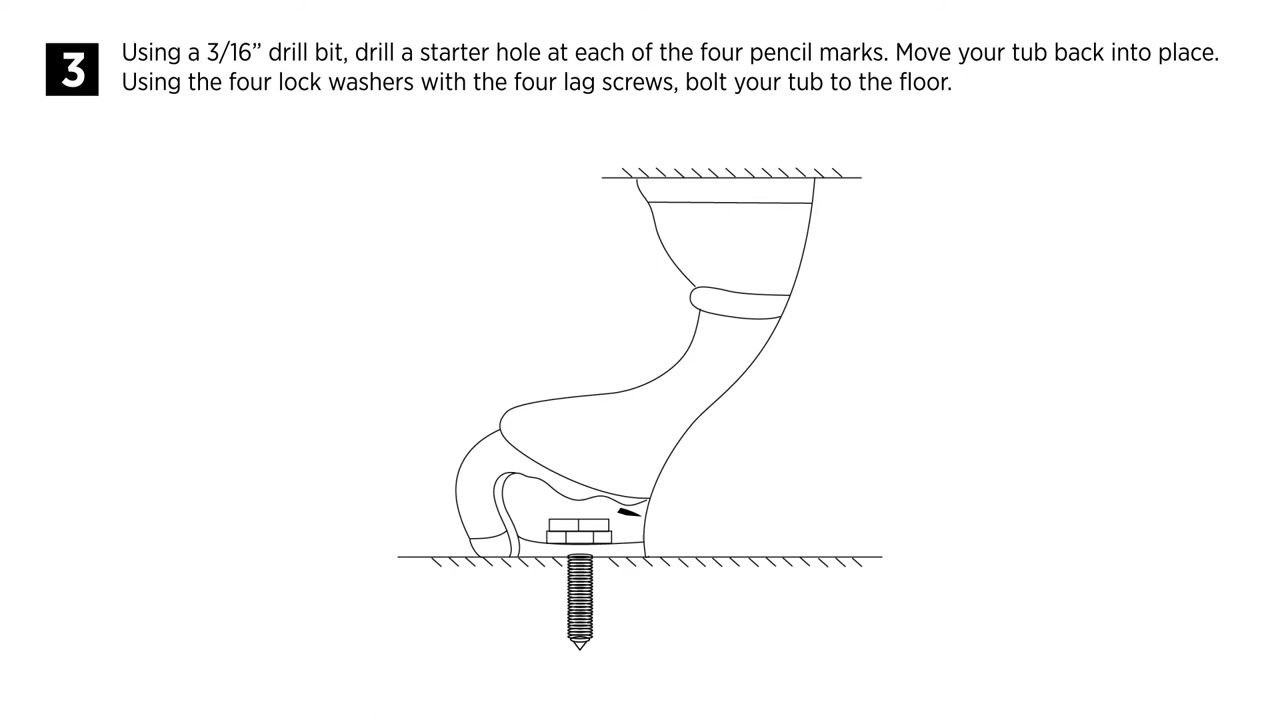 3
Using a 3/16” drill bit, drill a starter hole at each of the four pencil marks. Move your tub back into place.
Using the four lock washers with the four lag screws, bolt your tub to the floor.